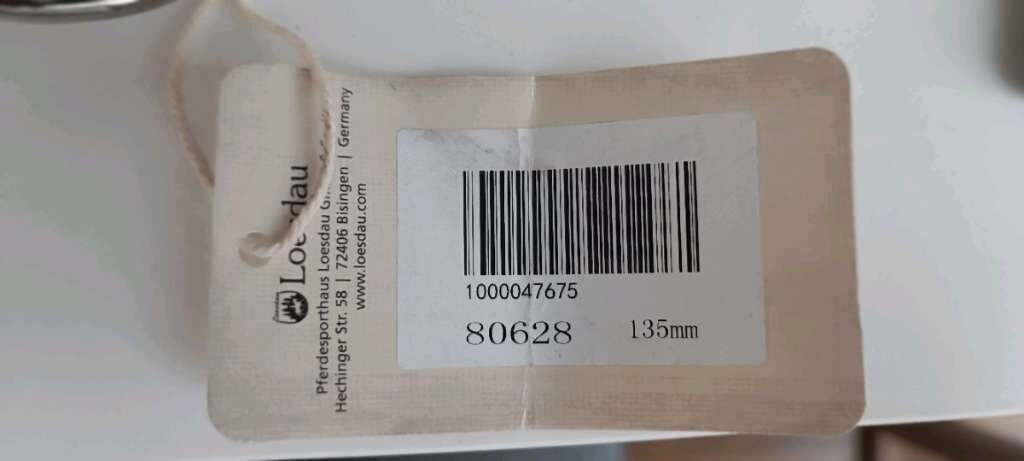 Loesdau
Pferdesporthaus Loesdau
Hechinger Str. 58 | 72406 Bisingen | Germany
www.loesdau.com
1000047675
80628 135mm